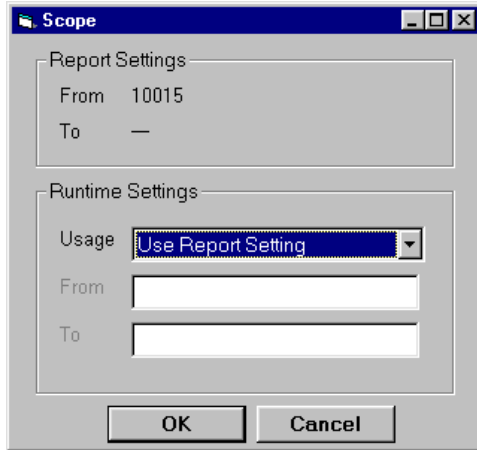 Scope
Report Settings
From 10015
To —
Runtime Settings
Usage Use Report Setting
From
To
OK Cancel